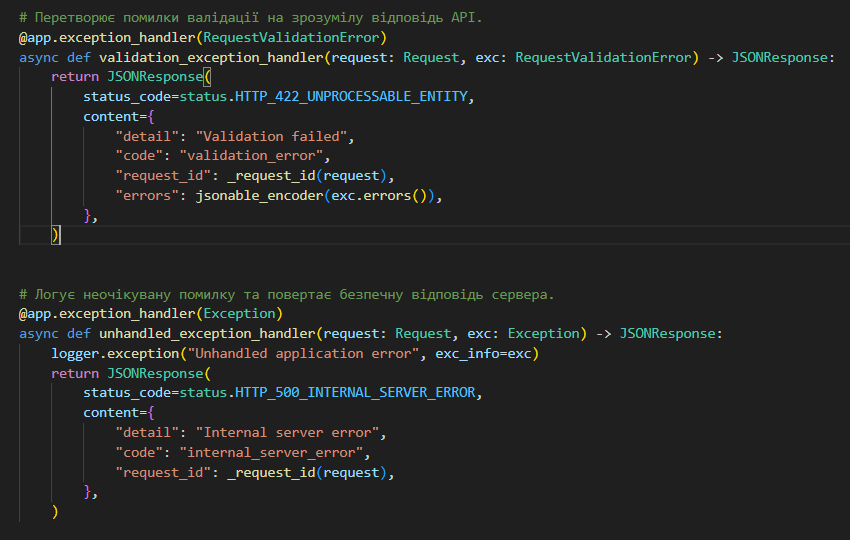 # Перетворює помилки валідації на зрозумілу відповідь API.
@app.exception_handler(RequestValidationError)
async def validation_exception_handler(request: Request, exc: RequestValidationError) -> JSONResponse:
    return JSONResponse(
        status_code=status.HTTP_422_UNPROCESSABLE_ENTITY,
        content={
            "detail": "Validation failed",
            "code": "validation_error",
            "request_id": _request_id(request),
            "errors": jsonable_encoder(exc.errors()),
        },
    )
# Логує неочікувану помилку та повертає безпечну відповідь сервера.
@app.exception_handler(Exception)
async def unhandled_exception_handler(request: Request, exc: Exception) -> JSONResponse:
    logger.exception("Unhandled application error", exc_info=exc)
    return JSONResponse(
        status_code=status.HTTP_500_INTERNAL_SERVER_ERROR,
        content={
            "detail": "Internal server error",
            "code": "internal_server_error",
            "request_id": _request_id(request),
        },
    )